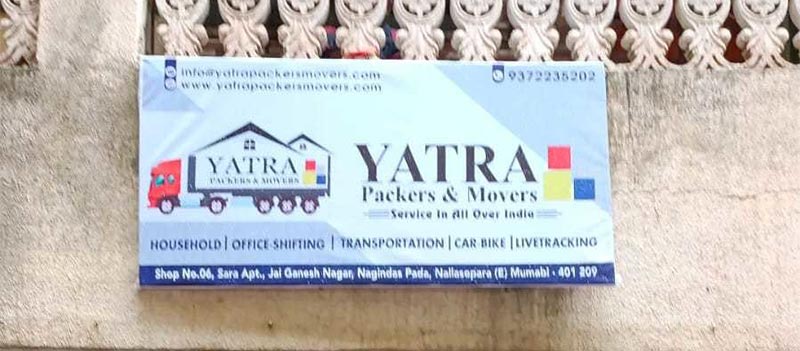 info@yatrapackersmovers.com
9372235202
www.yatrapackersmovers.com
YATRA
PACKERS & MOVERS
YATRA
Packers & Movers
Service In All Over India
HOUSEHOLD | OFFICE SHIFTING | TRANSPORTATION | CAR-BIKE | LIVETRACKING
Shop No.06, Sara Apt., Jai Ganesh Nagar, Nagindas Pada, Nallasopara (E) Mumabi - 401 209